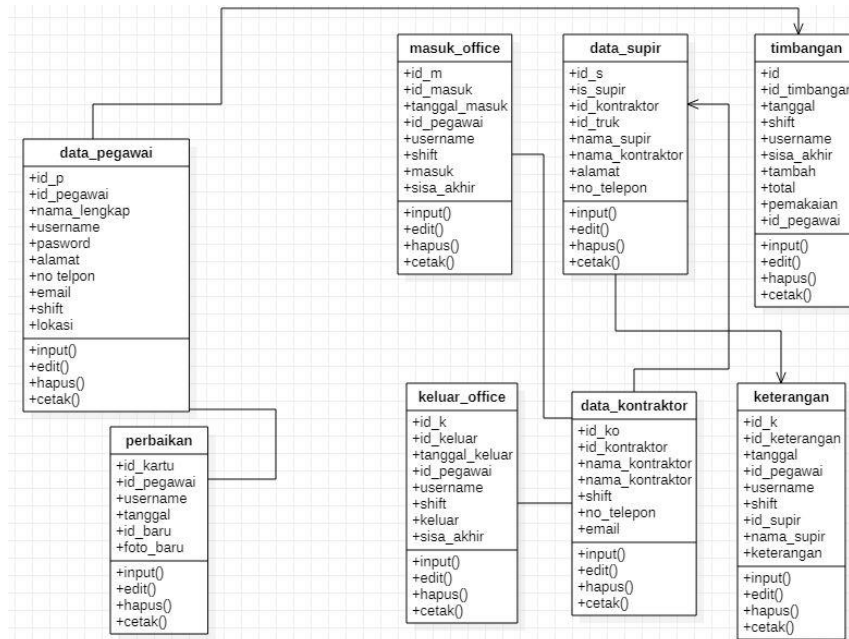 data_pegawai
+id_p
+id_pegawai
+nama_lengkap
+username
+pasword
+alamat
+no telpon
+email
+shift
+lokasi
+input()
+edit()
+hapus()
+cetak()
perbaikan
+id_kartu
+id_pegawai
+username
+tanggal
+id_baru
+foto_baru
+input()
+edit()
+hapus()
+cetak()
masuk_office
+id_m
+id_masuk
+tanggal_masuk
+id_pegawai
+username
+shift
+masuk
+sisa_akhir
+input()
+edit()
+hapus()
+cetak()
keluar_office
+id_k
+id_keluar
+tanggal_keluar
+id_pegawai
+username
+shift
+keluar
+sisa_akhir
+input()
+edit()
+hapus()
+cetak()
data_supir
+id_s
+is_supir
+id_kontraktor
+id_truk
+nama_supir
+nama_kontraktor
+alamat
+no_telepon
+input()
+edit()
+hapus()
+cetak()
data_kontraktor
+id_ko
+id_kontraktor
+nama_kontraktor
+nama_kontraktor
+shift
+no_telepon
+email
+input()
+edit()
+hapus()
+cetak()
timbangan
+id
+id_timbangan
+tanggal
+shift
+username
+sisa_akhir
+tambah
+total
+pemakaian
+id_pegawai
+input()
+edit()
+hapus()
+cetak()
keterangan
+id_k
+id_keterangan
+tanggal
+id_pegawai
+username
+shift
+id_supir
+nama_supir
+keterangan
+input()
+edit()
+hapus()
+cetak()